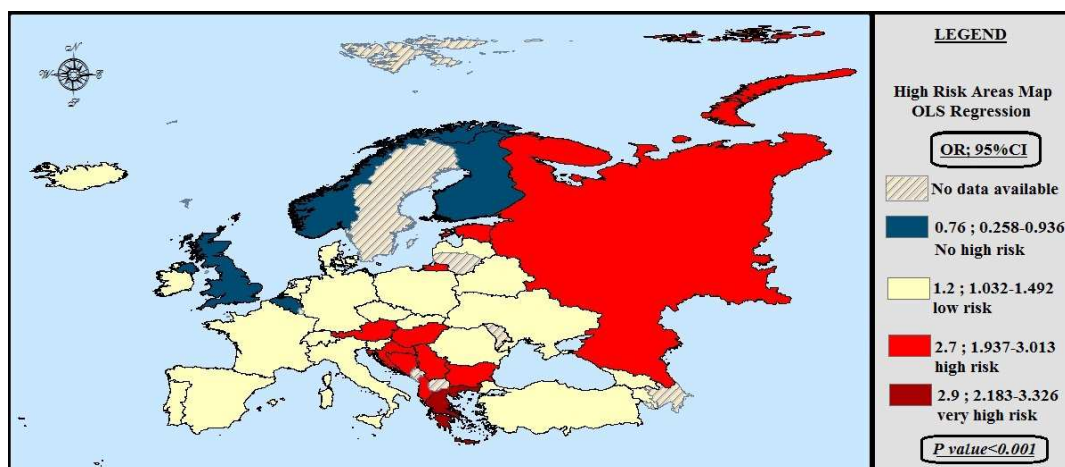 N
W
E
LEGEND
High Risk Areas Map
OLS Regression
OR; 95%CI
No data available
0.76 ; 0.258-0.936
No high risk
1.2 ; 1.032-1.492
low risk
2.7 ; 1.937-3.013
high risk
2.9 ; 2.183-3.326
very high risk
P value<0.001